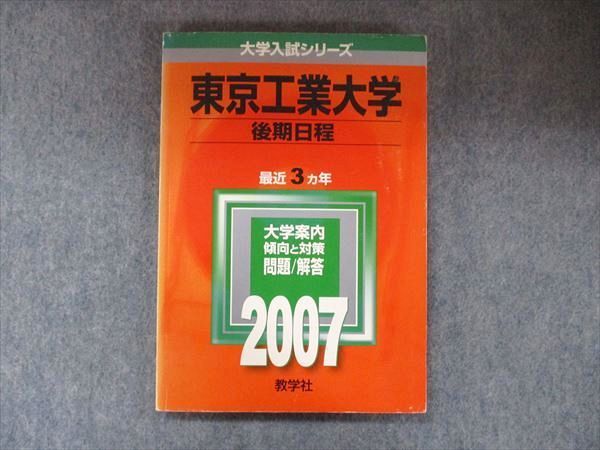 大学入試シリーズ
東京工業大学
後期日程
最近3カ年
大学案内
傾向と対策
問題/解答
2007
教学社